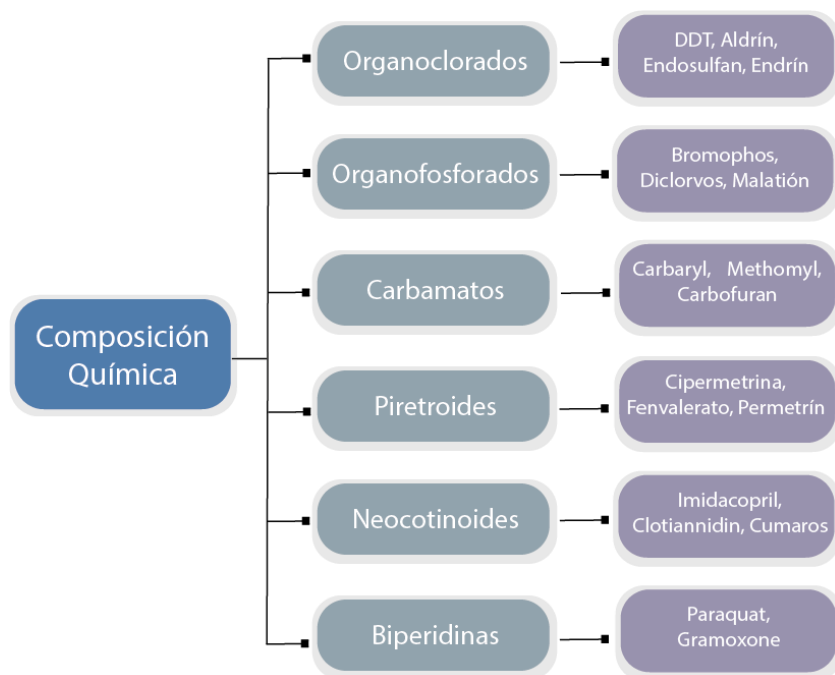 Composición
Química
Organoclorados
DDT, Aldrín,
Endosulfan, Endrín
Organofosforados
Bromophos,
Diclorvos, Malatión
Carbamatos
Carbaryl, Methomyl,
Carbofuran
Piretroides
Cipermetrina,
Fenvalerato, Permetrín
Neocotinoides
Imidacopril,
Clotiannidin, Cumaros
Biperidinas
Paraquat,
Gramoxone